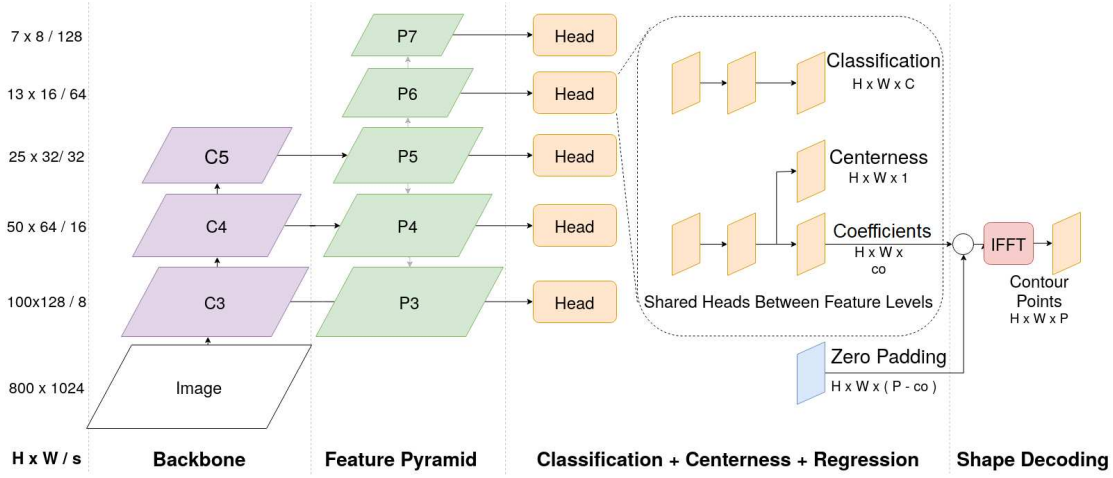 7 x 8 / 128
P7
Head
13 x 16 / 64
P6
Head
25 x 32/ 32
C5
P5
Head
50 x 64 / 16
C4
P4
Head
100x128 / 8
C3
P3
Head
800 x 1024
Image
Classification
H x W x C
Centerness
H x W x 1
Coefficients
H x W x
co
Shared Heads Between Feature Levels
Zero Padding
H x W x ( P - co )
IFFT
Contour
Points
H x W x P
H x W / s
Backbone
Feature Pyramid
Classification + Centerness + Regression
Shape Decoding